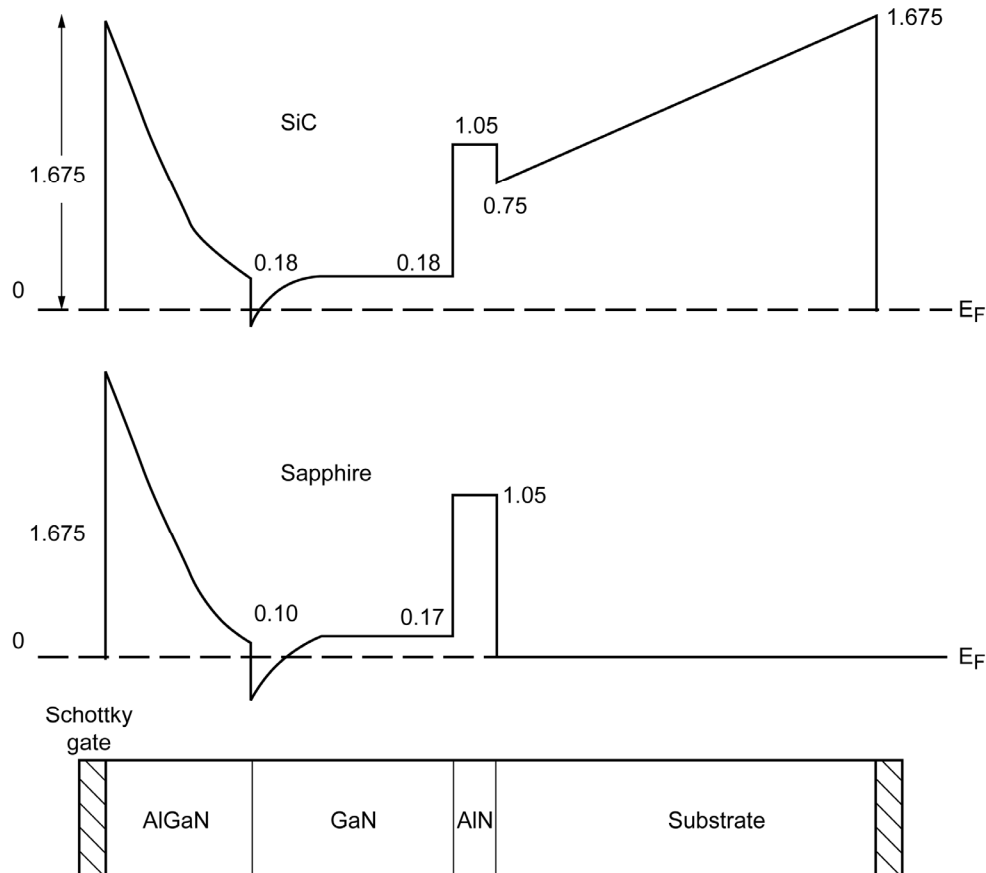 1.675
SiC
1.05
1.675
0.75
0.18
0.18
0
E_F
Sapphire
1.05
1.675
0.10
0.17
0
E_F
Schottky
gate
AlGaN
GaN
AlN
Substrate